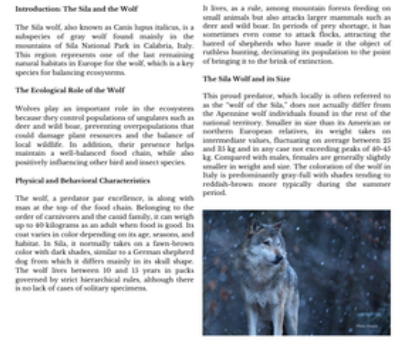 Introduction: The Sila and the Wolf
The Sila wolf, also known as Canis lupus italicus, is a
subspecies of gray wolf found mainly in the
mountains of Sila National Park in Calabria, Italy.
This region represents one of the last remaining
natural habitats in Europe for the wolf, which is a key
species for balancing ecosystems.
The Ecological Role of the Wolf
Wolves play an important role in the ecosystem
because they control populations of ungulates such as
deer and wild boar, preventing overpopulations that
could damage plant resources and the balance of
local wildlife. In addition, their presence helps
maintain a well-balanced food chain, while also
positively influencing other bird and insect species.
Physical and Behavioral Characteristics
The wolf, a predator par excellence, is along with
man at the top of the food chain. Belonging to the
order of carnivores and the canid family, it can weigh
up to 40 kilograms as an adult when food is good. Its
coat varies in color depending on its age, seasons, and
habitat. In Sila, it normally takes on a fawn-brown
color with dark shades, similar to a German shepherd
dog from which it differs mainly in its skull shape.
The wolf lives between 10 and 15 years in packs
governed by strict hierarchical rules, although there
is no lack of cases of solitary specimens.
It lives, as a rule, among mountain forests feeding on
small animals but also attacks larger mammals such as
deer and wild boar. In periods of prey shortage, it has
sometimes even come to attack flocks, attracting the
hatred of shepherds who have made it the object of
ruthless hunting, decimating its population to the point
of bringing it to the brink of extinction.
The Sila Wolf and its Size
This proud predator, which locally is often referred to
as the "wolf of the Sila," does not actually differ from
the Apennine wolf individuals found in the rest of the
national territory. Smaller in size than its American or
northern European relatives, its weight takes on
intermediate values, fluctuating on average between 25
and 35 kg and in any case not exceeding peaks of 40-45
kg. Compared with males, females are generally slightly
smaller in weight and size. The coloration of the wolf in
Italy is predominantly gray-full with shades tending to
reddish-brown more typically during the summer
period.